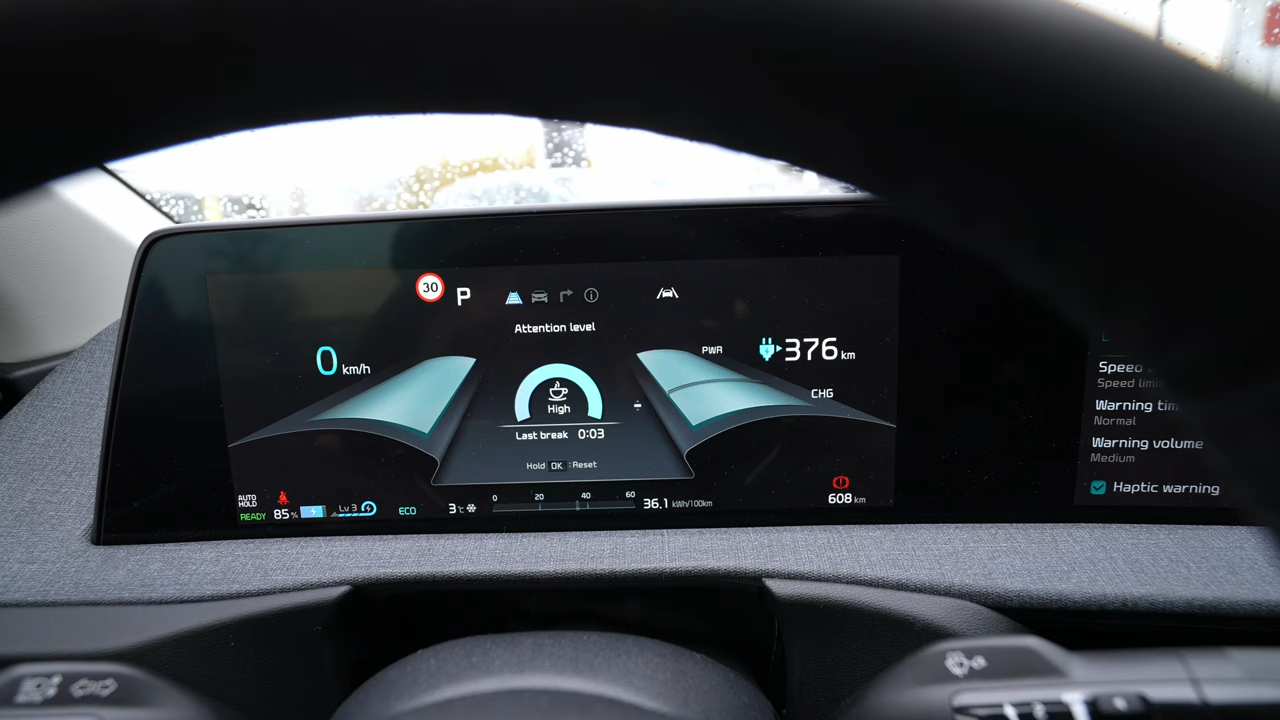 30 P
Attention level
0 km/h
PWR
376 km
CHG
High
Last break 0:03
Hold OK : Reset
AUTO
HOLD
READY 85%
Lv 3
ECO
3°C
0 20 40 60
36.1 kWh/100km
608 km
Speed
Speed
Warning
Normal
Warning volume
Medium
Haptic warning